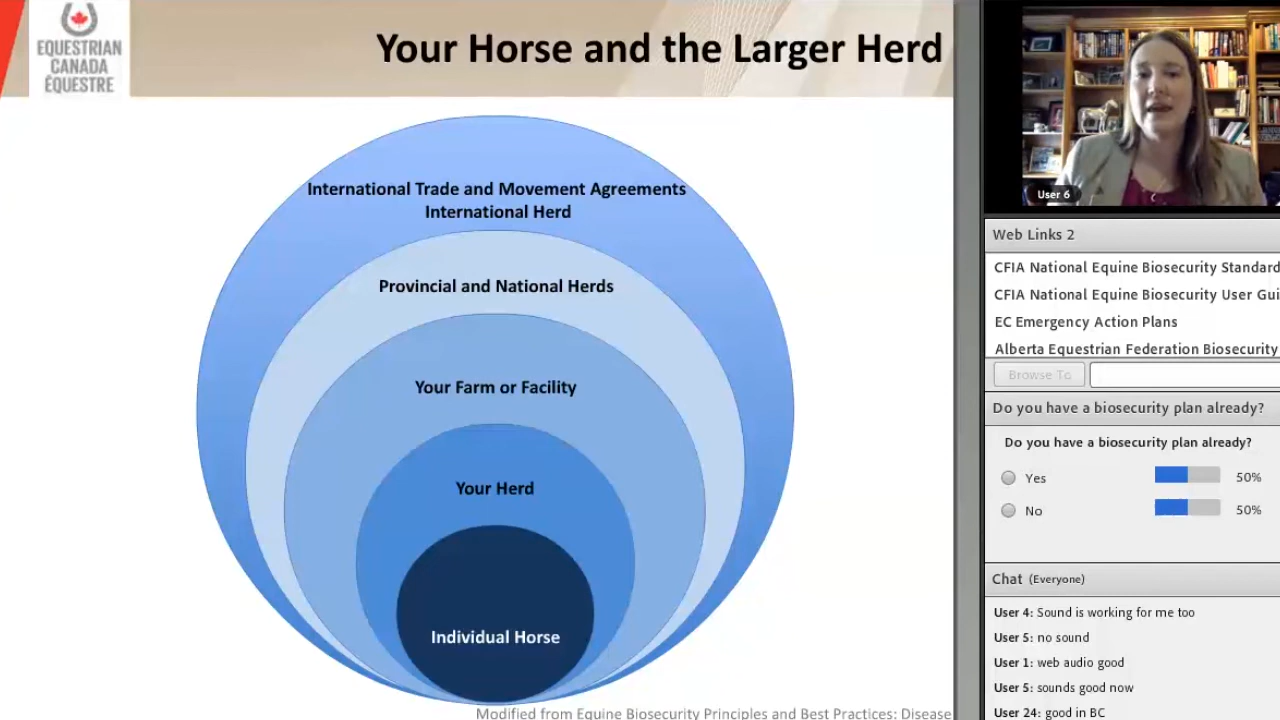 EQUESTRIAN
CANADA
ÉQUESTRE
Your Horse and the Larger Herd
International Trade and Movement Agreements
International Herd
Provincial and National Herds
Your Farm or Facility
Your Herd
Individual Horse
Modified from Equine Biosecurity Principles and Best Practices: Disease
User 6
Web Links 2
CFIA National Equine Biosecurity Standard
CFIA National Equine Biosecurity User Gui
EC Emergency Action Plans
Alberta Equestrian Federation Biosecurity
Browse To
Do you have a biosecurity plan already?
Do you have a biosecurity plan already?
Yes 50%
No 50%
Chat (Everyone)
User 4: Sound is working for me too
User 5: no sound
User 1: web audio good
User 5: sounds good now
User 24: good in BC